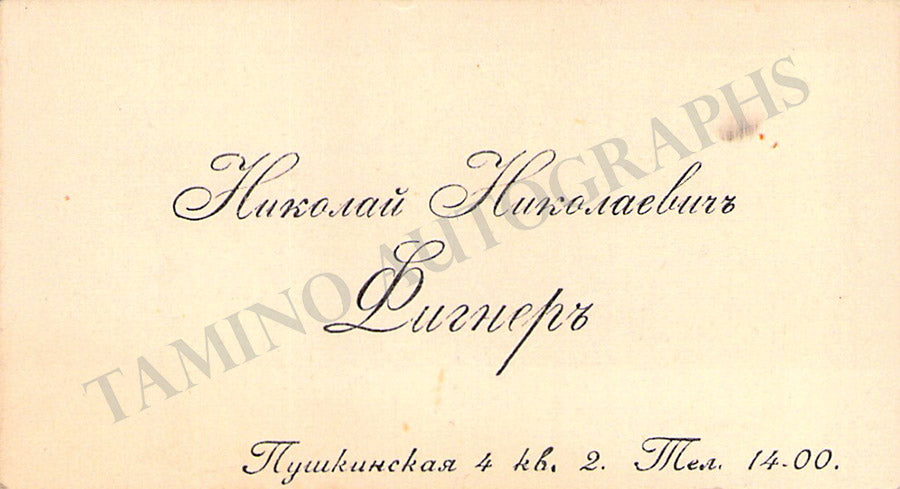 Николай Николаевичъ
Фигнеръ
Пушкинская 4 кв. 2. Тел. 14-00.
TAMINO AUTOGRAPHS